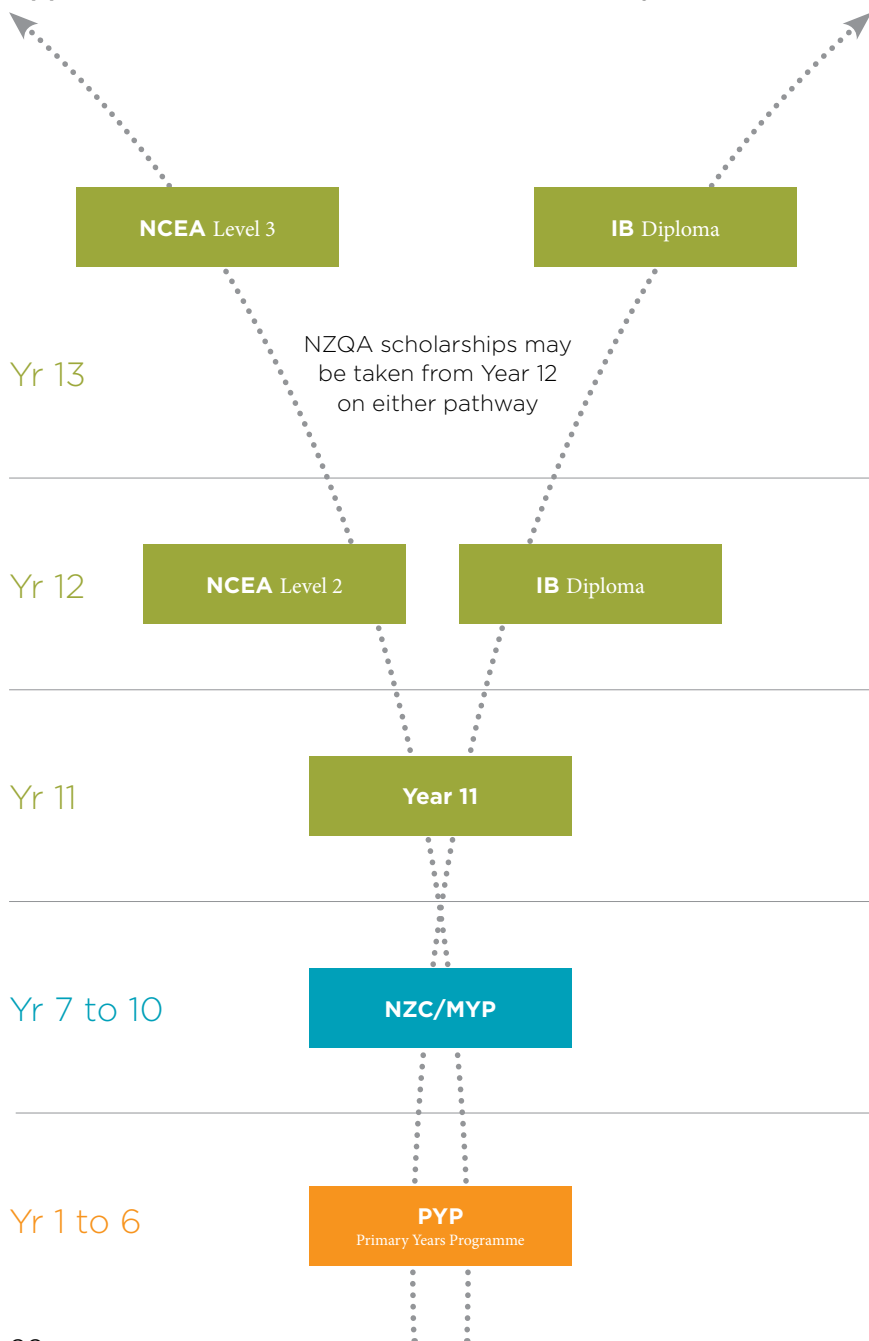 NCEA Level 3
IB Diploma
NZQA scholarships may
be taken from Year 12
on either pathway
Yr 13
Yr 12
NCEA Level 2
IB Diploma
Yr 11
Year 11
Yr 7 to 10
NZC/MYP
Yr 1 to 6
PYP
Primary Years Programme